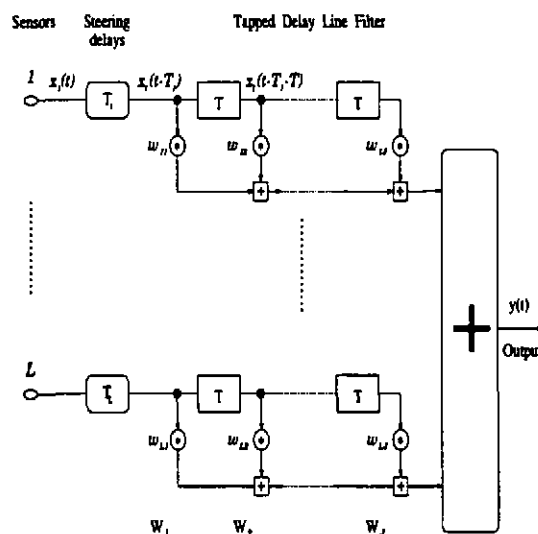 Sensors Steering delays Tapped Delay Line Filter
1 x₁(t) T₁ x₁(t-T₁) T x₁(t-T₁-T) T
w₁₁ w₁₂ w₁J
+ +
+ y(t)
Output
L T_L T T
w_L1 w_L2 w_LJ
+ +
W₁ W₂ W_J